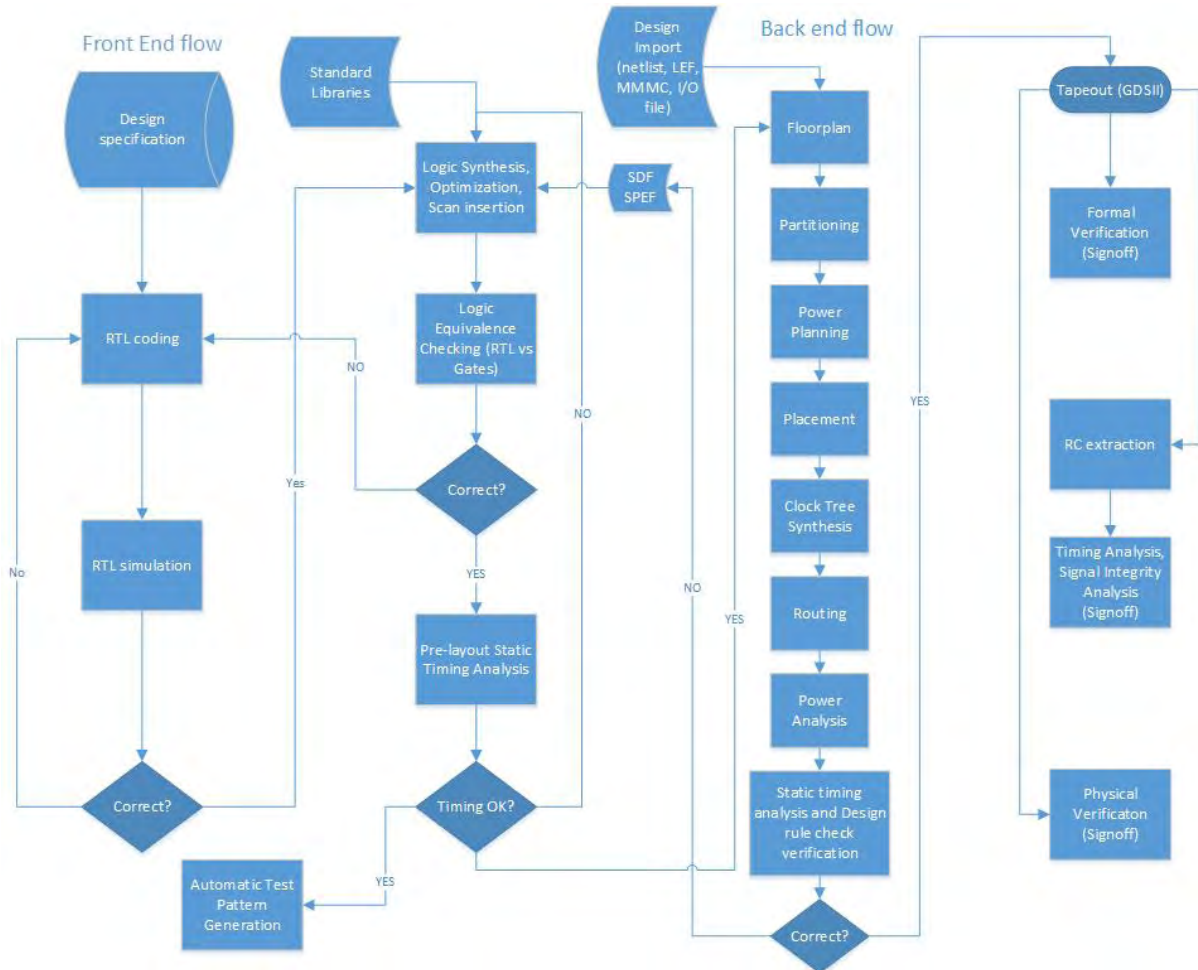 Front End flow
Design
specification
RTL coding
No
RTL simulation
Correct?
Yes
Standard
Libraries
Logic Synthesis,
Optimization,
Scan insertion
Logic
Equivalence
Checking (RTL vs
Gates)
NO
Correct?
YES
Pre-layout Static
Timing Analysis
Timing OK?
NO
YES
Automatic Test
Pattern
Generation
YES
SDF
SPEF
NO
Back end flow
Design
Import
(netlist, LEF,
MMMC, I/O
file)
Floorplan
Partitioning
Power
Planning
Placement
Clock Tree
Synthesis
Routing
Power
Analysis
Static timing
analysis and Design
rule check
verification
Correct?
YES
Tapeout (GDSII)
Formal
Verification
(Signoff)
RC extraction
Timing Analysis,
Signal Integrity
Analysis
(Signoff)
Physical
Verificaton
(Signoff)